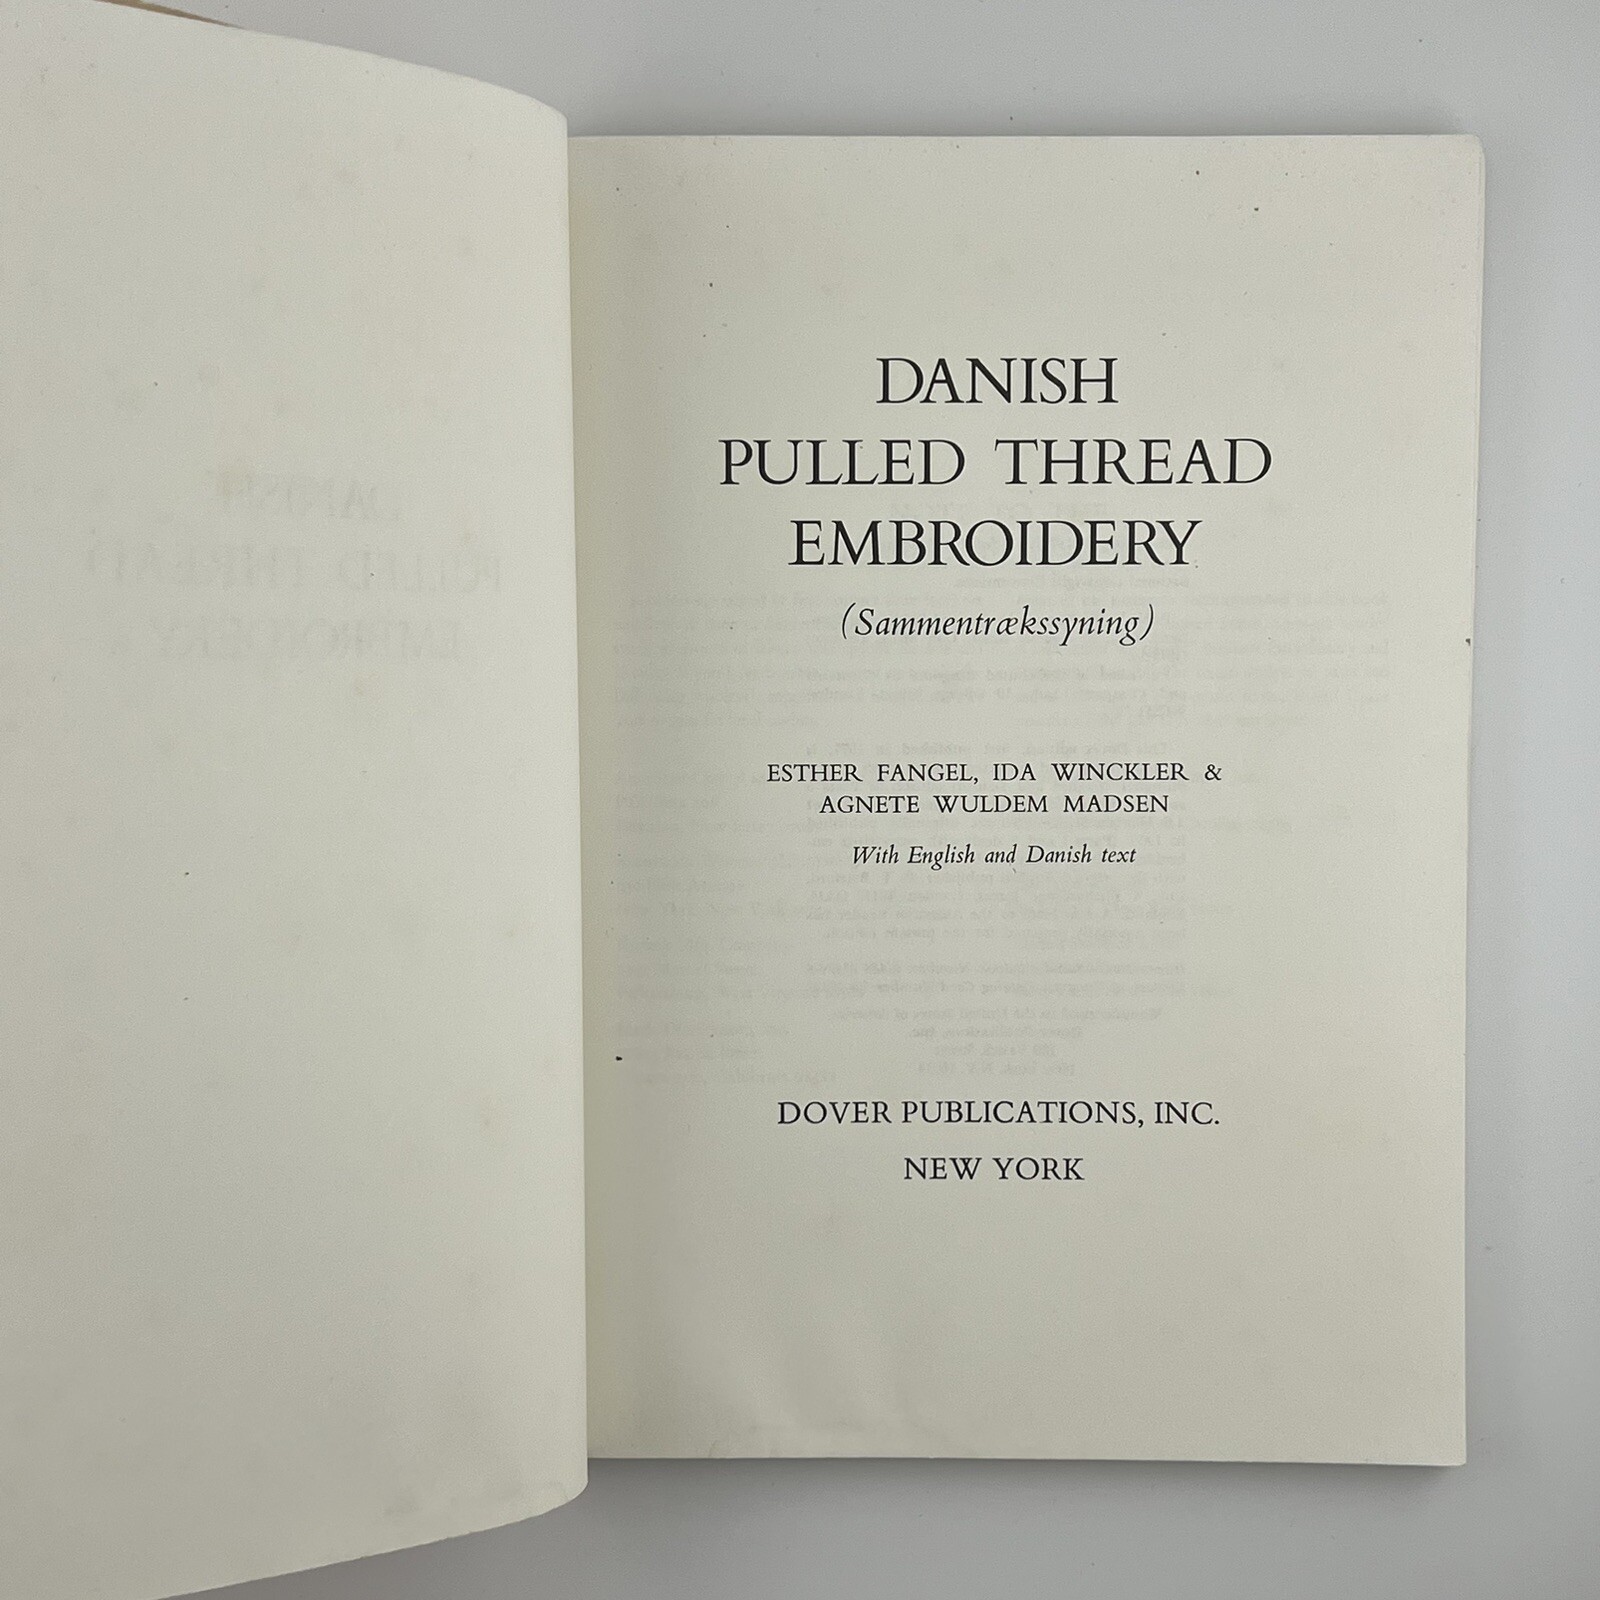 DANISH
PULLED THREAD
EMBROIDERY
(Sammentrækssyning)
ESTHER FANGEL, IDA WINCKLER &
AGNETE WULDEM MADSEN
With English and Danish text
DOVER PUBLICATIONS, INC.
NEW YORK